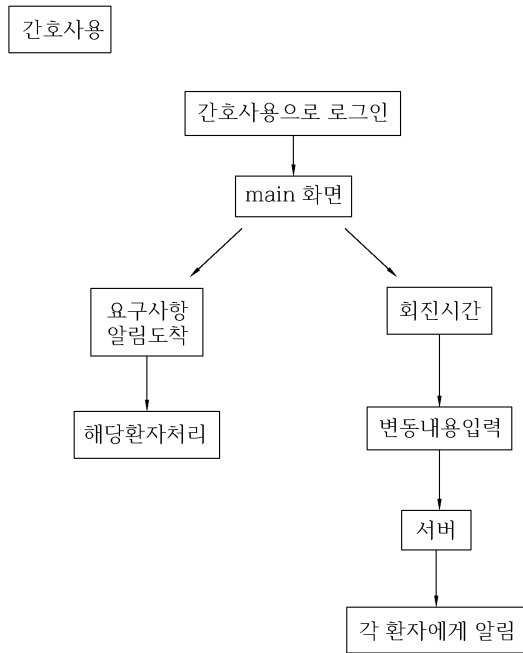 간호사용
간호사용으로 로그인
main 화면
요구사항
알림도착
회진시간
해당환자처리
변동내용입력
서버
각 환자에게 알림